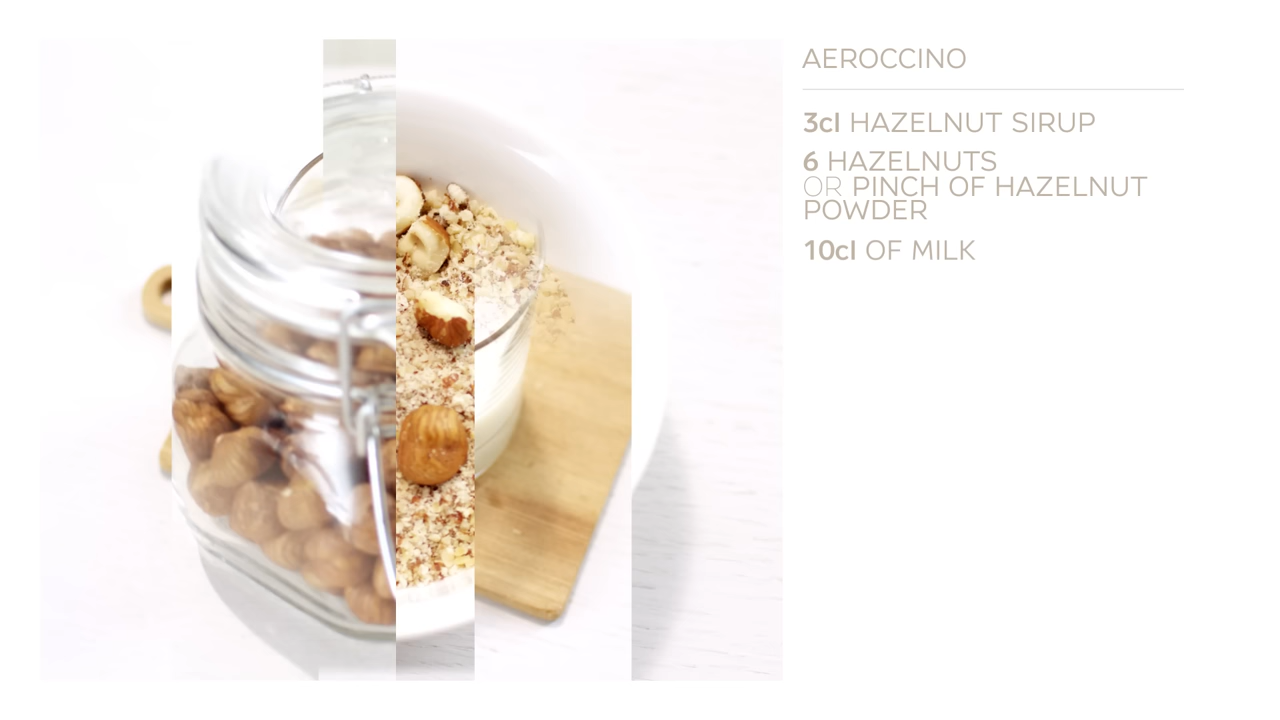 AEROCCINO
3cl HAZELNUT SIRUP
6 HAZELNUTS
OR PINCH OF HAZELNUT
POWDER
10cl OF MILK